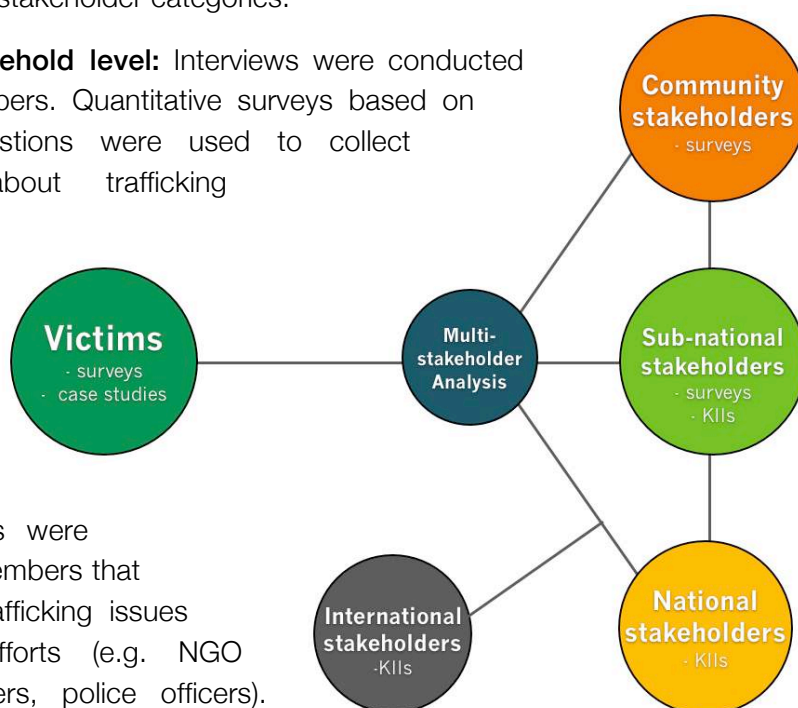 stakeholder categories.
ehold level: Interviews were conducted
bers. Quantitative surveys based on
estions were used to collect
about trafficking
Community
stakeholders
- surveys
Victims
- surveys
- case studies
Multi-
stakeholder
Analysis
Sub-national
stakeholders
- surveys
- KIIs
s were
embers that
afficking issues
fforts (e.g. NGO
ers, police officers).
International
stakeholders
-KIIs
National
stakeholders
- KIIs